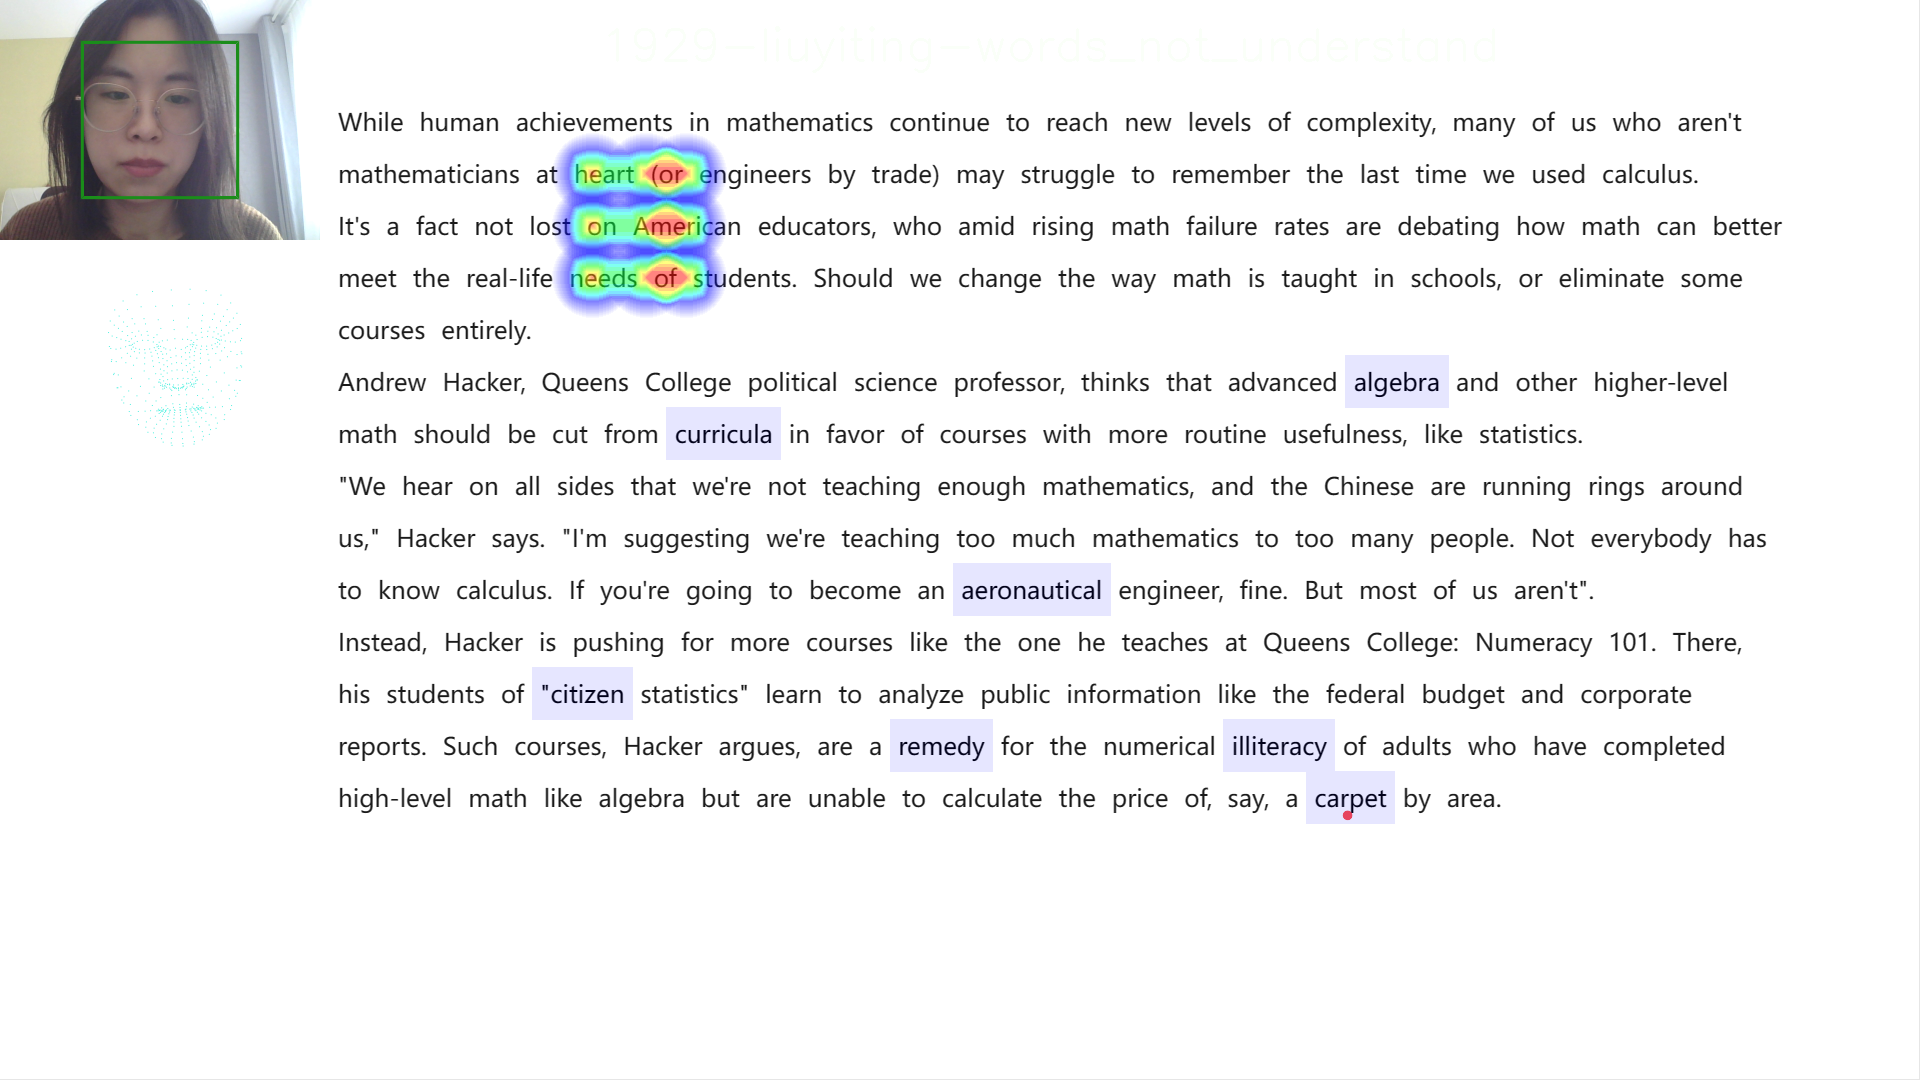 1929-liuyiting-words_not_understand
While human achievements in mathematics continue to reach new levels of complexity, many of us who aren't
mathematicians at heart (or engineers by trade) may struggle to remember the last time we used calculus.
It's a fact not lost on American educators, who amid rising math failure rates are debating how math can better
meet the real-life needs of students. Should we change the way math is taught in schools, or eliminate some
courses entirely.
Andrew Hacker, Queens College political science professor, thinks that advanced algebra and other higher-level
math should be cut from curricula in favor of courses with more routine usefulness, like statistics.
"We hear on all sides that we're not teaching enough mathematics, and the Chinese are running rings around
us," Hacker says. "I'm suggesting we're teaching too much mathematics to too many people. Not everybody has
to know calculus. If you're going to become an aeronautical engineer, fine. But most of us aren't".
Instead, Hacker is pushing for more courses like the one he teaches at Queens College: Numeracy 101. There,
his students of "citizen statistics" learn to analyze public information like the federal budget and corporate
reports. Such courses, Hacker argues, are a remedy for the numerical illiteracy of adults who have completed
high-level math like algebra but are unable to calculate the price of, say, a carpet by area.